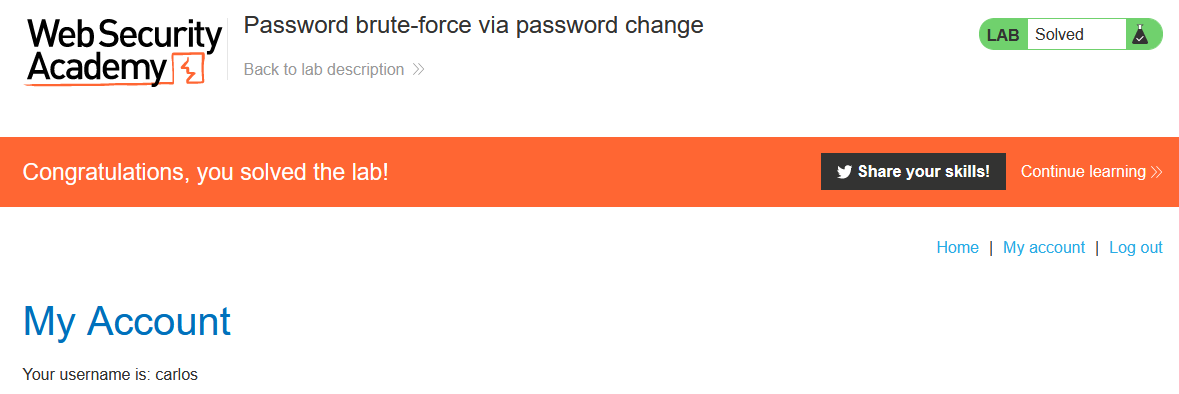 Web Security
Academy
Password brute-force via password change
Back to lab description
LAB Solved
Congratulations, you solved the lab!
Share your skills! Continue learning
Home | My account | Log out
My Account
Your username is: carlos